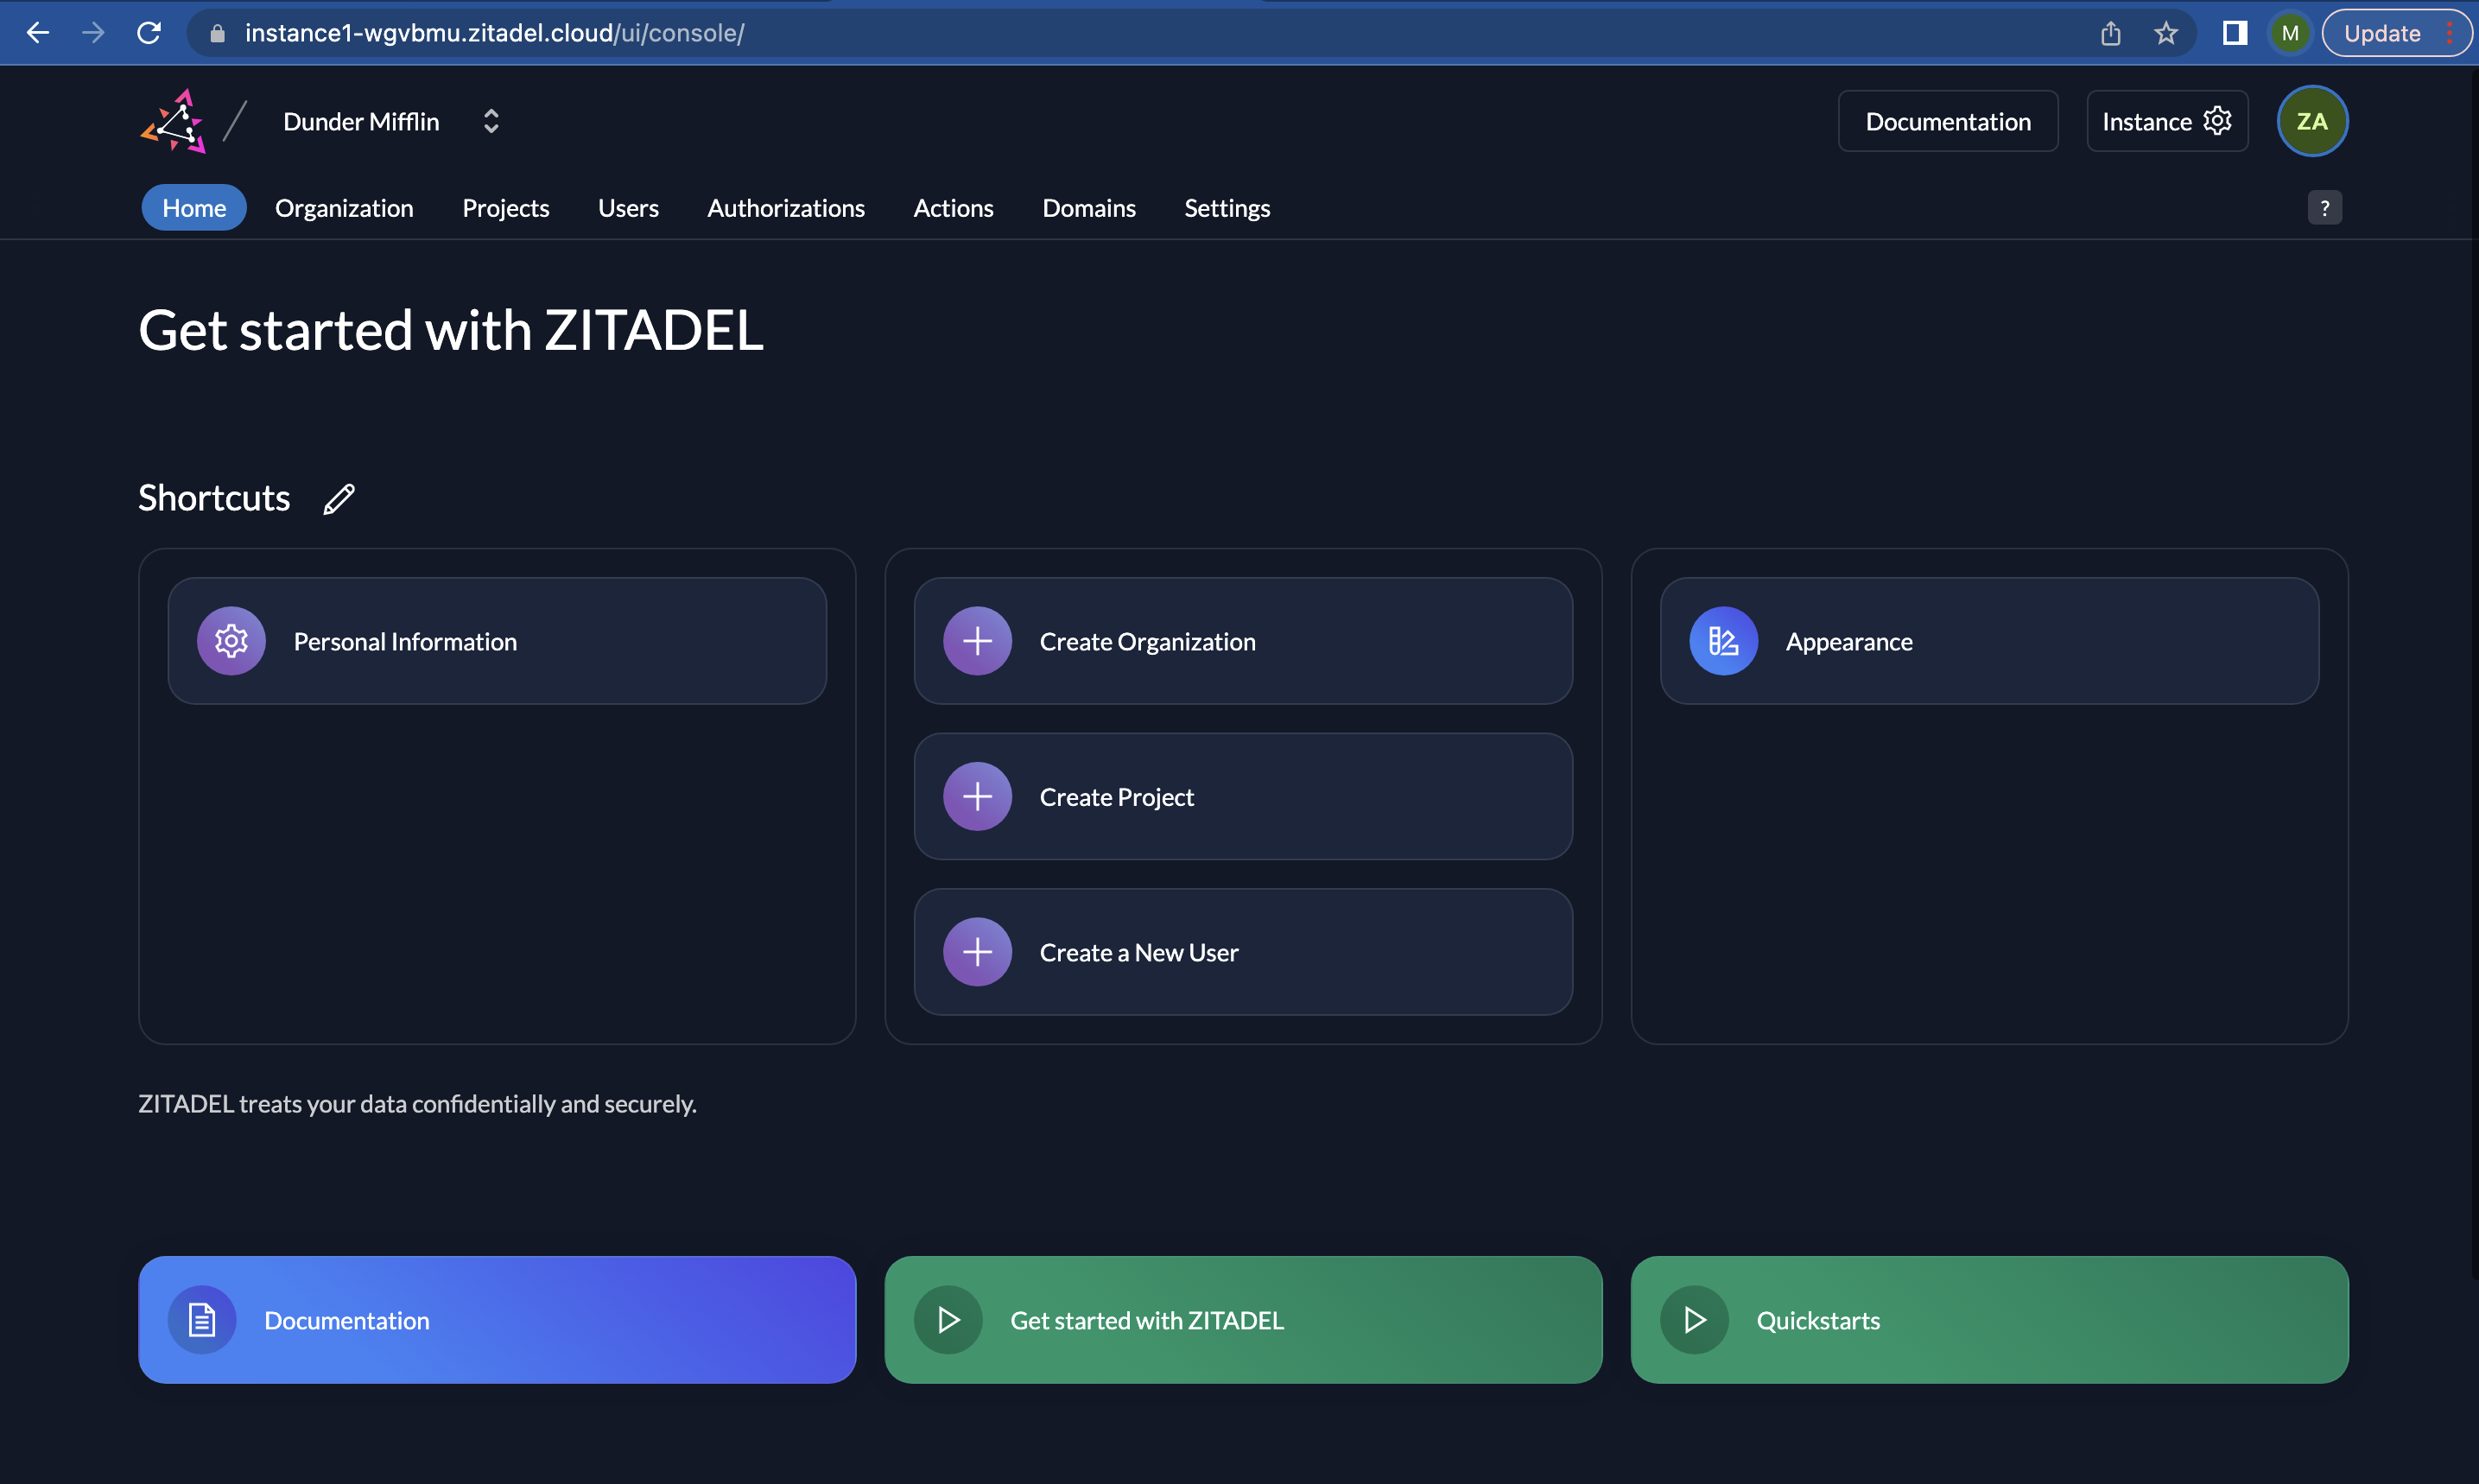 instance1-wgvbmu.zitadel.cloud/ui/console/
M
Update
Dunder Mifflin
Documentation
Instance
ZA
Home
Organization
Projects
Users
Authorizations
Actions
Domains
Settings
?
Get started with ZITADEL
Shortcuts
Personal Information
Create Organization
Appearance
Create Project
Create a New User
ZITADEL treats your data confidentially and securely.
Documentation
Get started with ZITADEL
Quickstarts